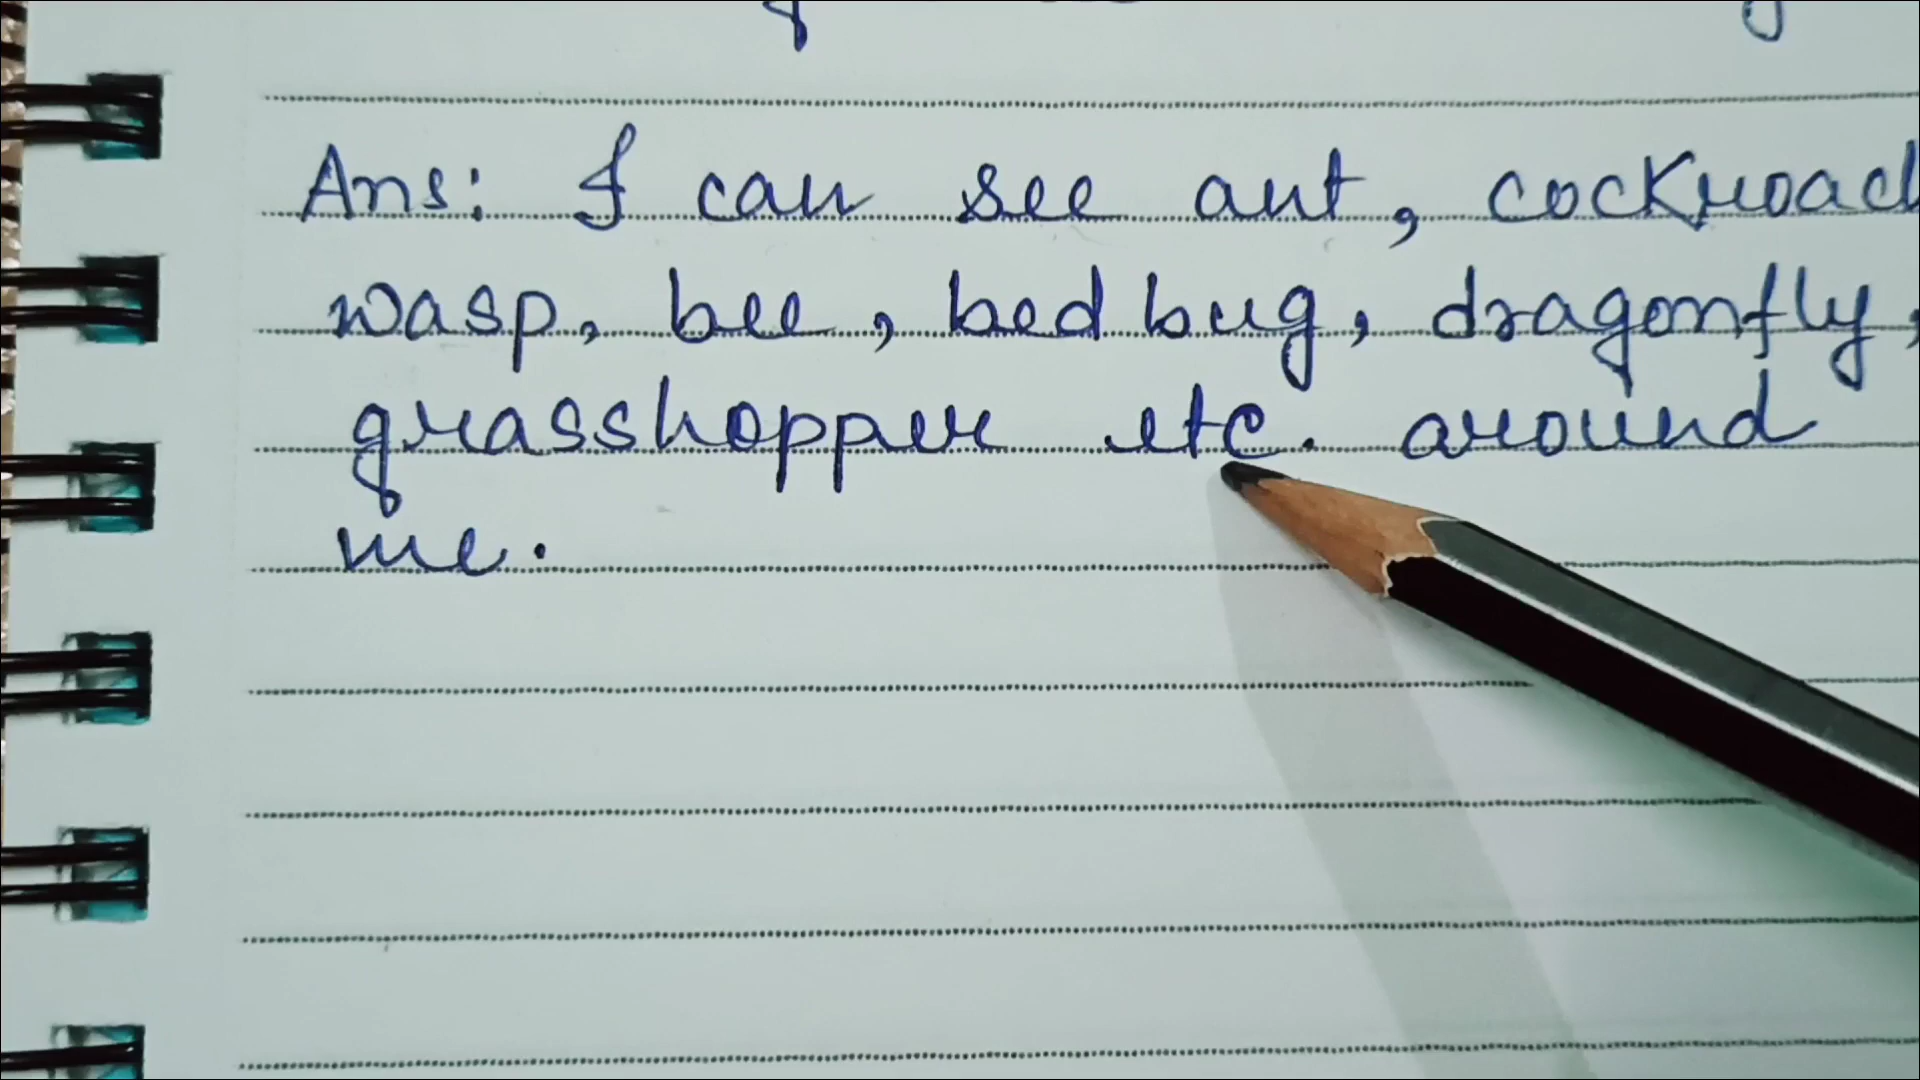 Ans: I can see ant, cockroach
wasp, bee, bed bug, dragonfly,
grasshopper etc. around
me.